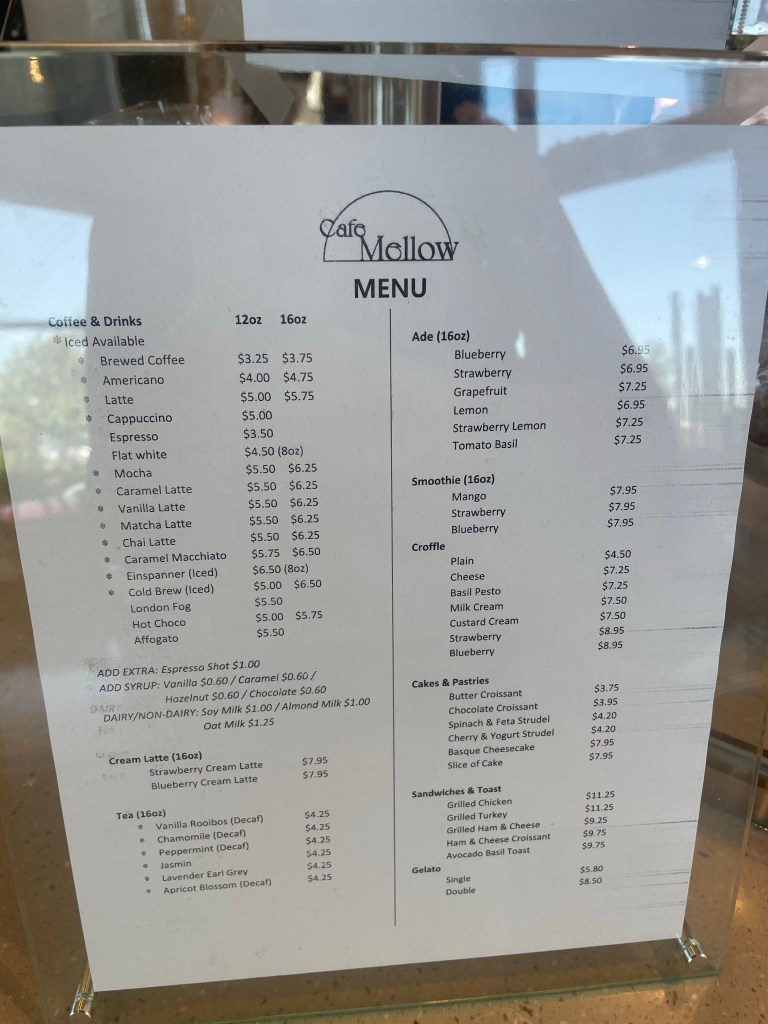 Cafe
Mellow
MENU
Coffee & Drinks 12oz 16oz
* Iced Available
* Brewed Coffee $3.25 $3.75
* Americano $4.00 $4.75
* Latte $5.00 $5.75
* Cappuccino $5.00
Espresso $3.50
Flat white $4.50 (8oz)
* Mocha $5.50 $6.25
* Caramel Latte $5.50 $6.25
* Vanilla Latte $5.50 $6.25
* Matcha Latte $5.50 $6.25
* Chai Latte $5.50 $6.25
* Caramel Macchiato $5.75 $6.50
* Einspanner (Iced) $6.50 (8oz)
* Cold Brew (Iced) $5.00 $6.50
London Fog $5.50
Hot Choco $5.00 $5.75
Affogato $5.50
ADD EXTRA: Espresso Shot $1.00
ADD SYRUP: Vanilla $0.60 / Caramel $0.60 /
Hazelnut $0.60 / Chocolate $0.60
DAIRY/NON-DAIRY: Soy Milk $1.00 / Almond Milk $1.00
Oat Milk $1.25
Cream Latte (16oz)
Strawberry Cream Latte $7.95
Blueberry Cream Latte $7.95
Tea (16oz)
* Vanilla Rooibos (Decaf) $4.25
* Chamomile (Decaf) $4.25
* Peppermint (Decaf) $4.25
* Jasmin $4.25
* Lavender Earl Grey $4.25
* Apricot Blossom (Decaf) $4.25
Ade (16oz)
Blueberry $6.95
Strawberry $6.95
Grapefruit $7.25
Lemon $6.95
Strawberry Lemon $7.25
Tomato Basil $7.25
Smoothie (16oz)
Mango $7.95
Strawberry $7.95
Blueberry $7.95
Croffle
Plain $4.50
Cheese $7.25
Basil Pesto $7.25
Milk Cream $7.50
Custard Cream $7.50
Strawberry $8.95
Blueberry $8.95
Cakes & Pastries
Butter Croissant $3.75
Chocolate Croissant $3.95
Spinach & Feta Strudel $4.20
Cherry & Yogurt Strudel $4.20
Basque Cheesecake $7.95
Slice of Cake $7.95
Sandwiches & Toast
Grilled Chicken $11.25
Grilled Turkey $11.25
Grilled Ham & Cheese $9.25
Ham & Cheese Croissant $9.75
Avocado Basil Toast $9.75
Gelato
Single $5.80
Double $8.50